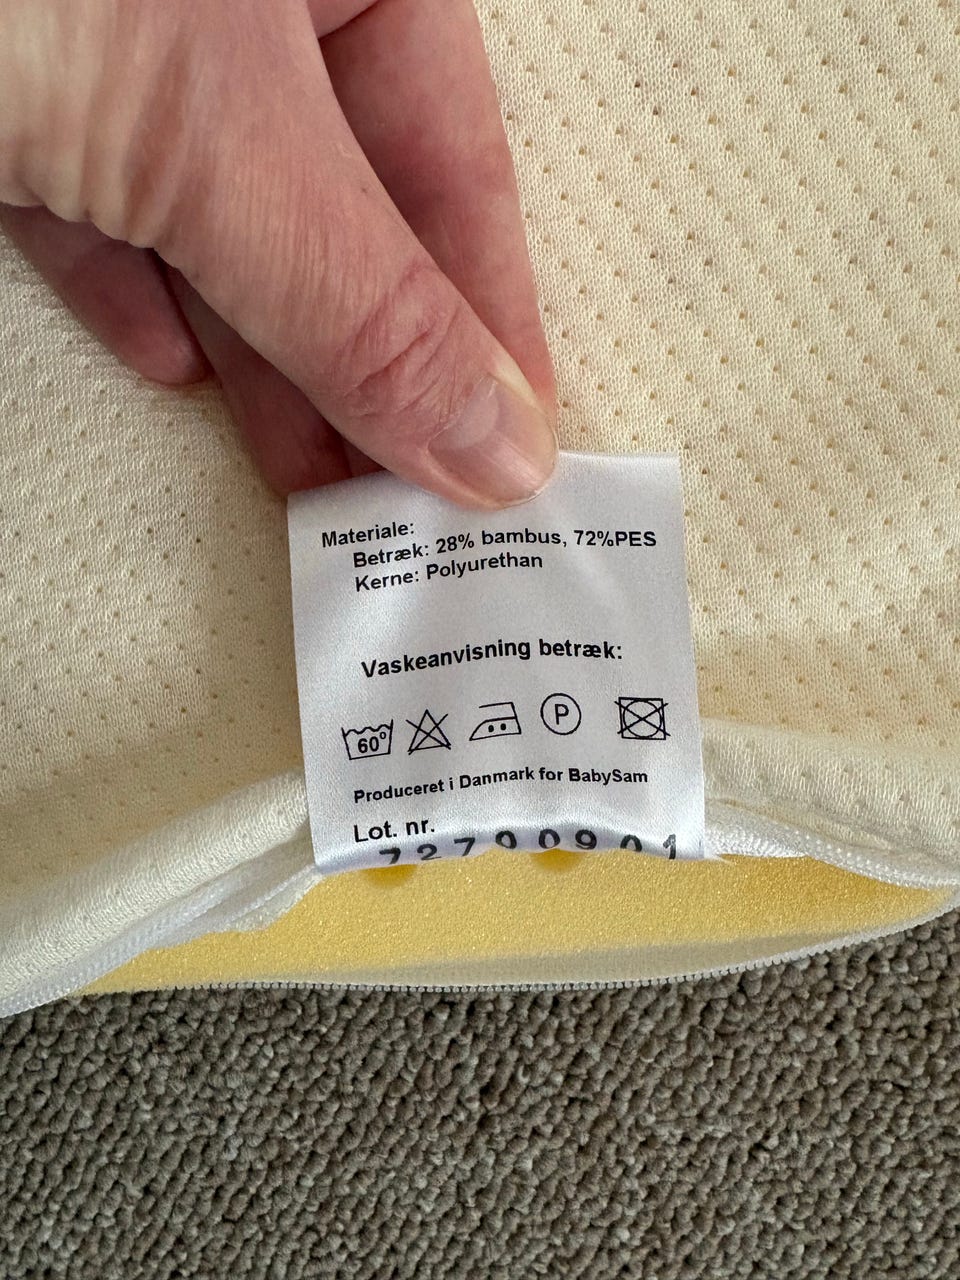 Materiale:
Betræk: 28% bambus, 72%PES
Kerne: Polyurethan
Vaskeanvisning betræk:
60° P
Produceret i Danmark for BabySam
Lot. nr.